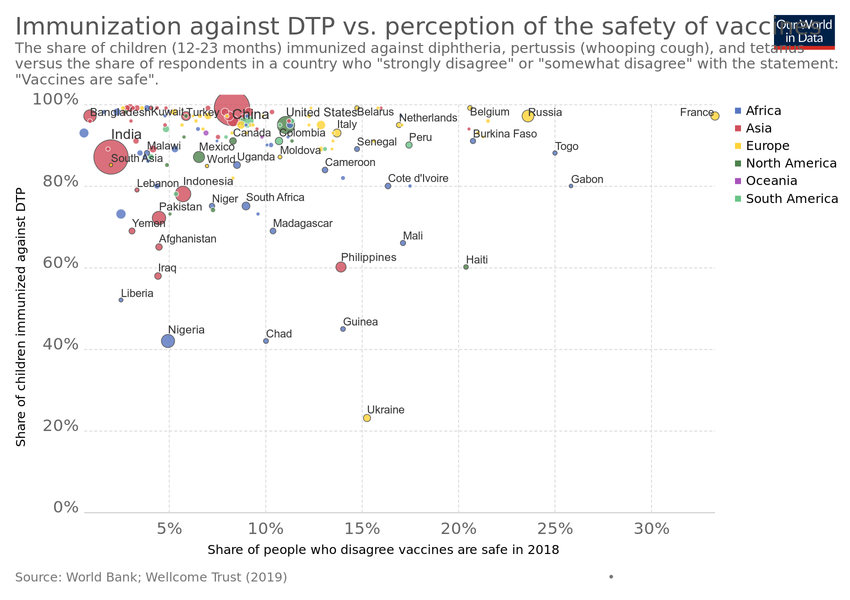 Immunization against DTP vs. perception of the safety of vaccines
Our World
in Data
The share of children (12-23 months) immunized against diphtheria, pertussis (whooping cough), and tetanus
versus the share of respondents in a country who "strongly disagree" or "somewhat disagree" with the statement:
"Vaccines are safe".
100%
80%
60%
40%
20%
0%
Share of children immunized against DTP
Bangladesh
Kuwait
Turkey
China
United States
Belarus
Netherlands
Belgium
Russia
France
India
Canada
Colombia
Italy
Peru
Burkina Faso
Malawi
Mexico
Moldova
Senegal
Togo
South Asia
World
Uganda
Cameroon
Lebanon
Indonesia
Cote d'Ivoire
Gabon
Niger
South Africa
Pakistan
Yemen
Madagascar
Afghanistan
Mali
Iraq
Philippines
Haiti
Liberia
Nigeria
Chad
Guinea
Ukraine
Africa
Asia
Europe
North America
Oceania
South America
5%
10%
15%
20%
25%
30%
Share of people who disagree vaccines are safe in 2018
Source: World Bank; Wellcome Trust (2019)